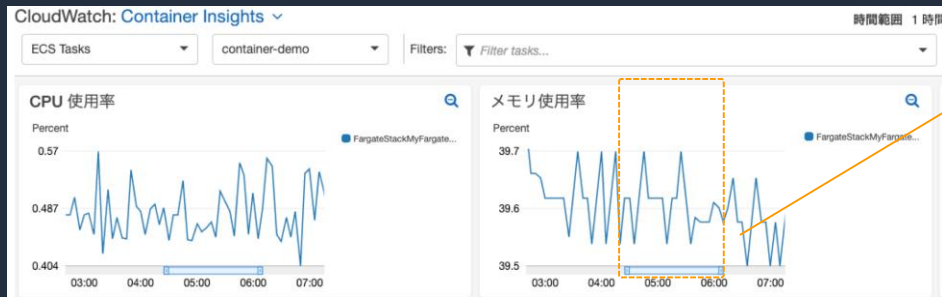 CloudWatch: Container Insights
時間範囲 1 時間
ECS Tasks
container-demo
Filters:
Filter tasks...
CPU 使用率
Percent
0.57
0.487
0.404
03:00 04:00 05:00 06:00 07:00
FargateStackMyFargate...
メモリ使用率
Percent
39.7
39.6
39.5
03:00 04:00 05:00 06:00 07:00
FargateStackMyFargate...